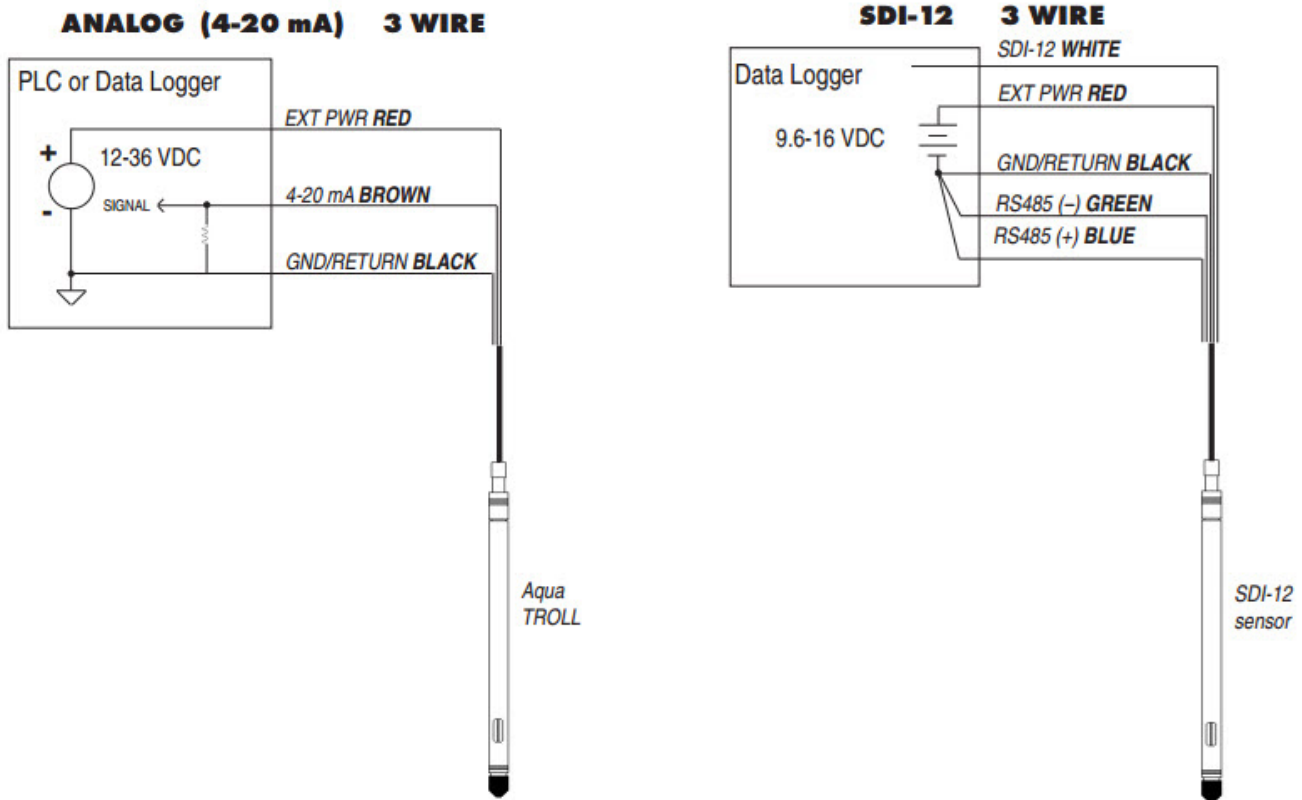 ANALOG (4-20 mA) 3 WIRE
PLC or Data Logger
EXT PWR RED
+
12-36 VDC
4-20 mA BROWN
SIGNAL
-
GND/RETURN BLACK
Aqua
TROLL
SDI-12 3 WIRE
SDI-12 WHITE
Data Logger
EXT PWR RED
9.6-16 VDC
GND/RETURN BLACK
RS485 (–) GREEN
RS485 (+) BLUE
SDI-12
sensor